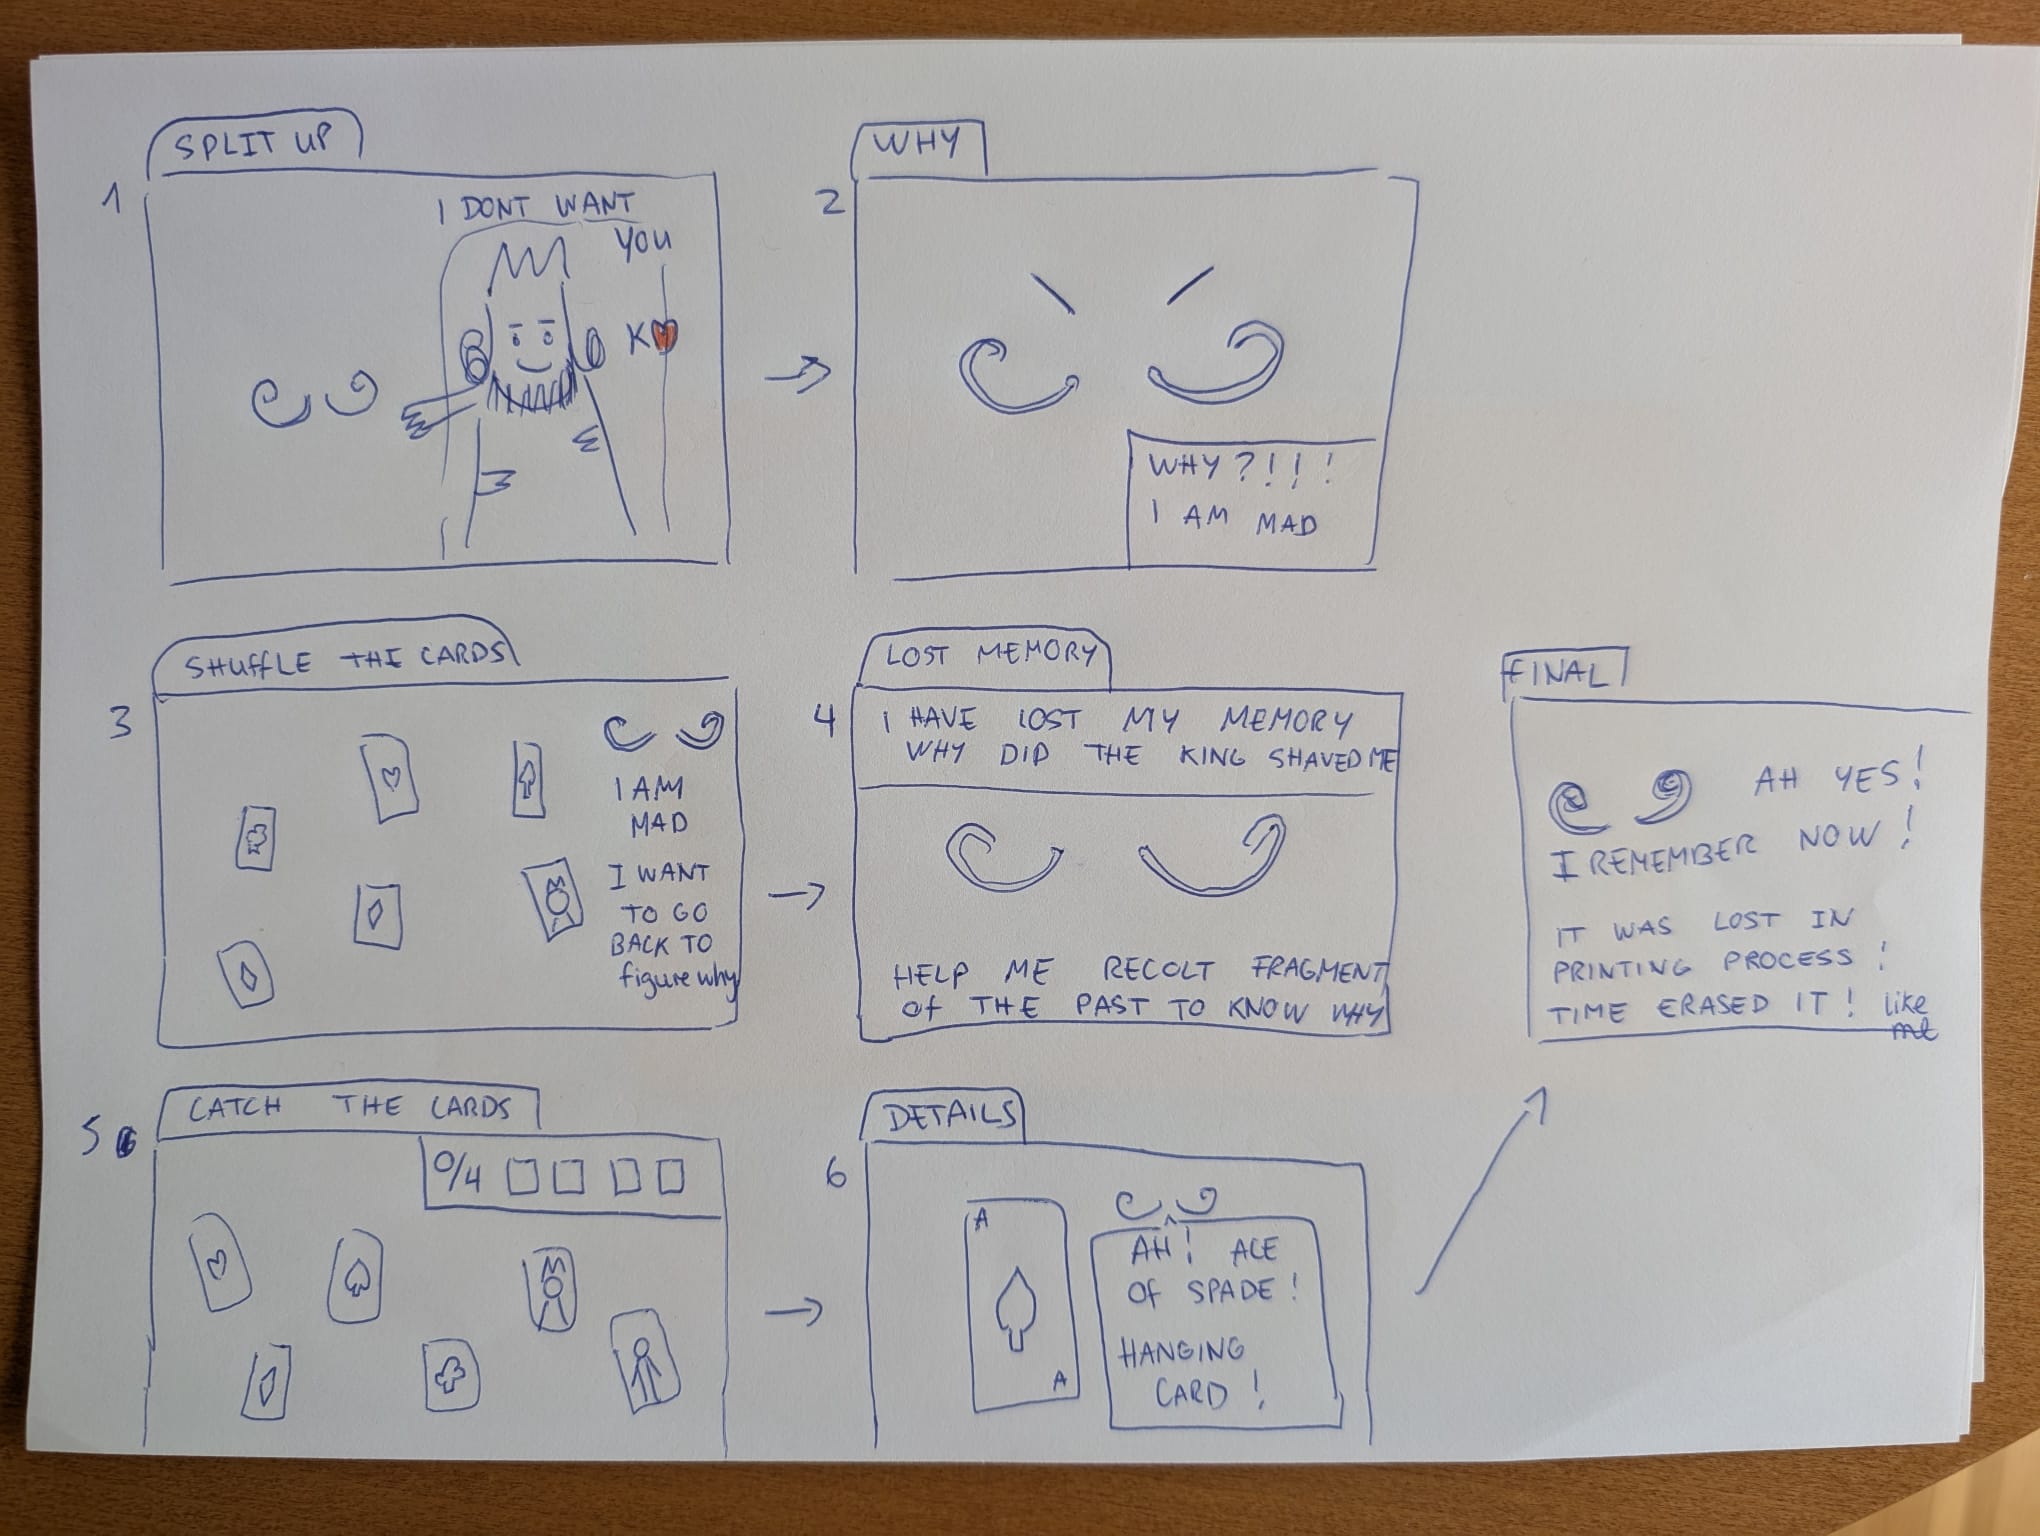 SPLIT UP
1
I DONT WANT
YOU
K♥
WHY
2
WHY?!!!
I AM MAD
SHUffLE THE CARDS
3
I AM
MAD
I WANT
TO GO
BACK TO
figure why
LOST MEMORY
4
I HAVE LOST MY MEMORY
WHY DID THE KING SHAVED ME
HELP ME RECOLT FRAGMENT
Of THE PAST TO KNOW WHY
CATCH THE CARDS
5
0/4
DETAILS
6
A
A
AH! ACE
Of SPADE!
HANGING
CARD!
FINAL
AH YES!
I REMEMBER NOW!
IT WAS LOST IN
PRINTING PROCESS!
TIME ERASED IT! like
me